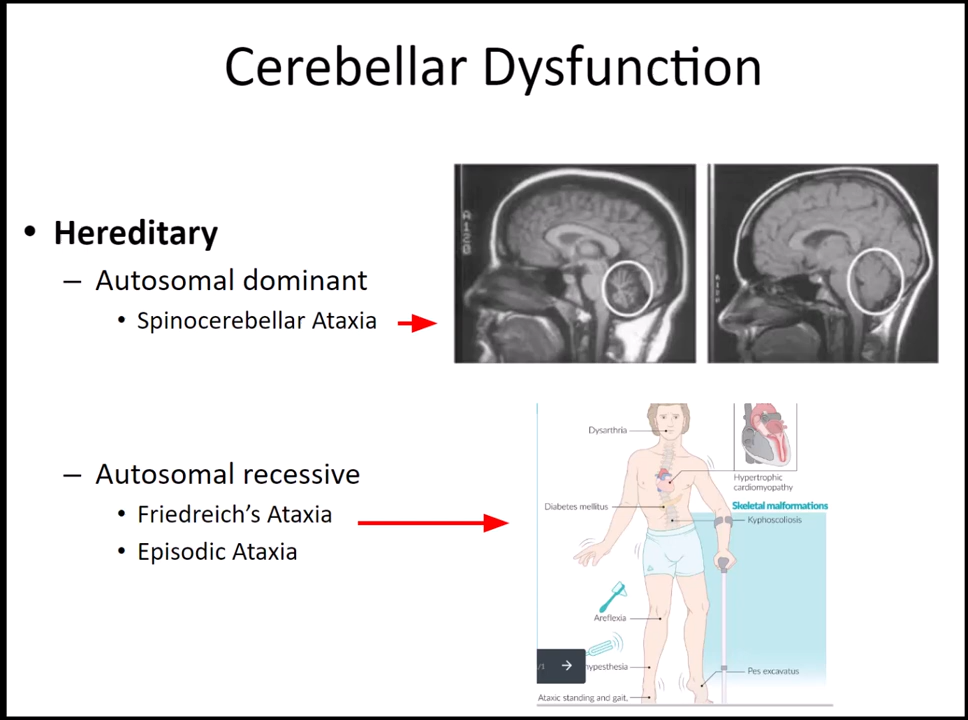 Cerebellar Dysfunction
• Hereditary
– Autosomal dominant
• Spinocerebellar Ataxia
– Autosomal recessive
• Friedreich's Ataxia
• Episodic Ataxia
Dysarthria
Hypertrophic
cardiomyopathy
Skeletal malformations
Diabetes mellitus
Kyphoscoliosis
Areflexia
hypesthesia
Pes excavatus
Ataxic standing and gait,
/1